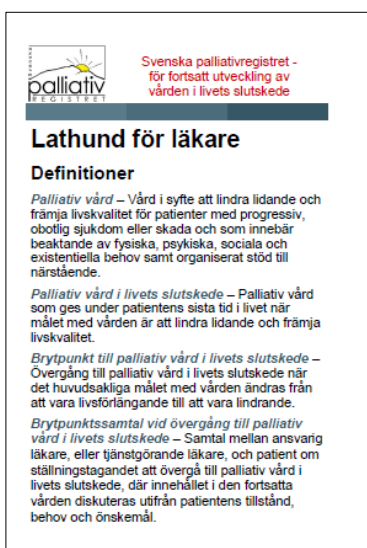 palliativ
REGISTRET
Svenska palliativregistret -
för fortsatt utveckling av
vården i livets slutskede
Lathund för läkare
Definitioner
Palliativ vård – Vård i syfte att lindra lidande och
främja livskvalitet för patienter med progressiv,
obotlig sjukdom eller skada och som innebär
beaktande av fysiska, psykiska, sociala och
existentiella behov samt organiserat stöd till
närstående.
Palliativ vård i livets slutskede – Palliativ vård
som ges under patientens sista tid i livet när
målet med vården är att lindra lidande och främja
livskvalitet.
Brytpunkt till palliativ vård i livets slutskede –
Övergång till palliativ vård i livets slutskede när
det huvudsakliga målet med vården ändras från
att vara livsförlängande till att vara lindrande.
Brytpunktssamtal vid övergång till palliativ
vård i livets slutskede – Samtal mellan ansvarig
läkare, eller tjänstgörande läkare, och patient om
ställningstagandet att övergå till palliativ vård i
livets slutskede, där innehållet i den fortsatta
vården diskuteras utifrån patientens tillstånd,
behov och önskemål.